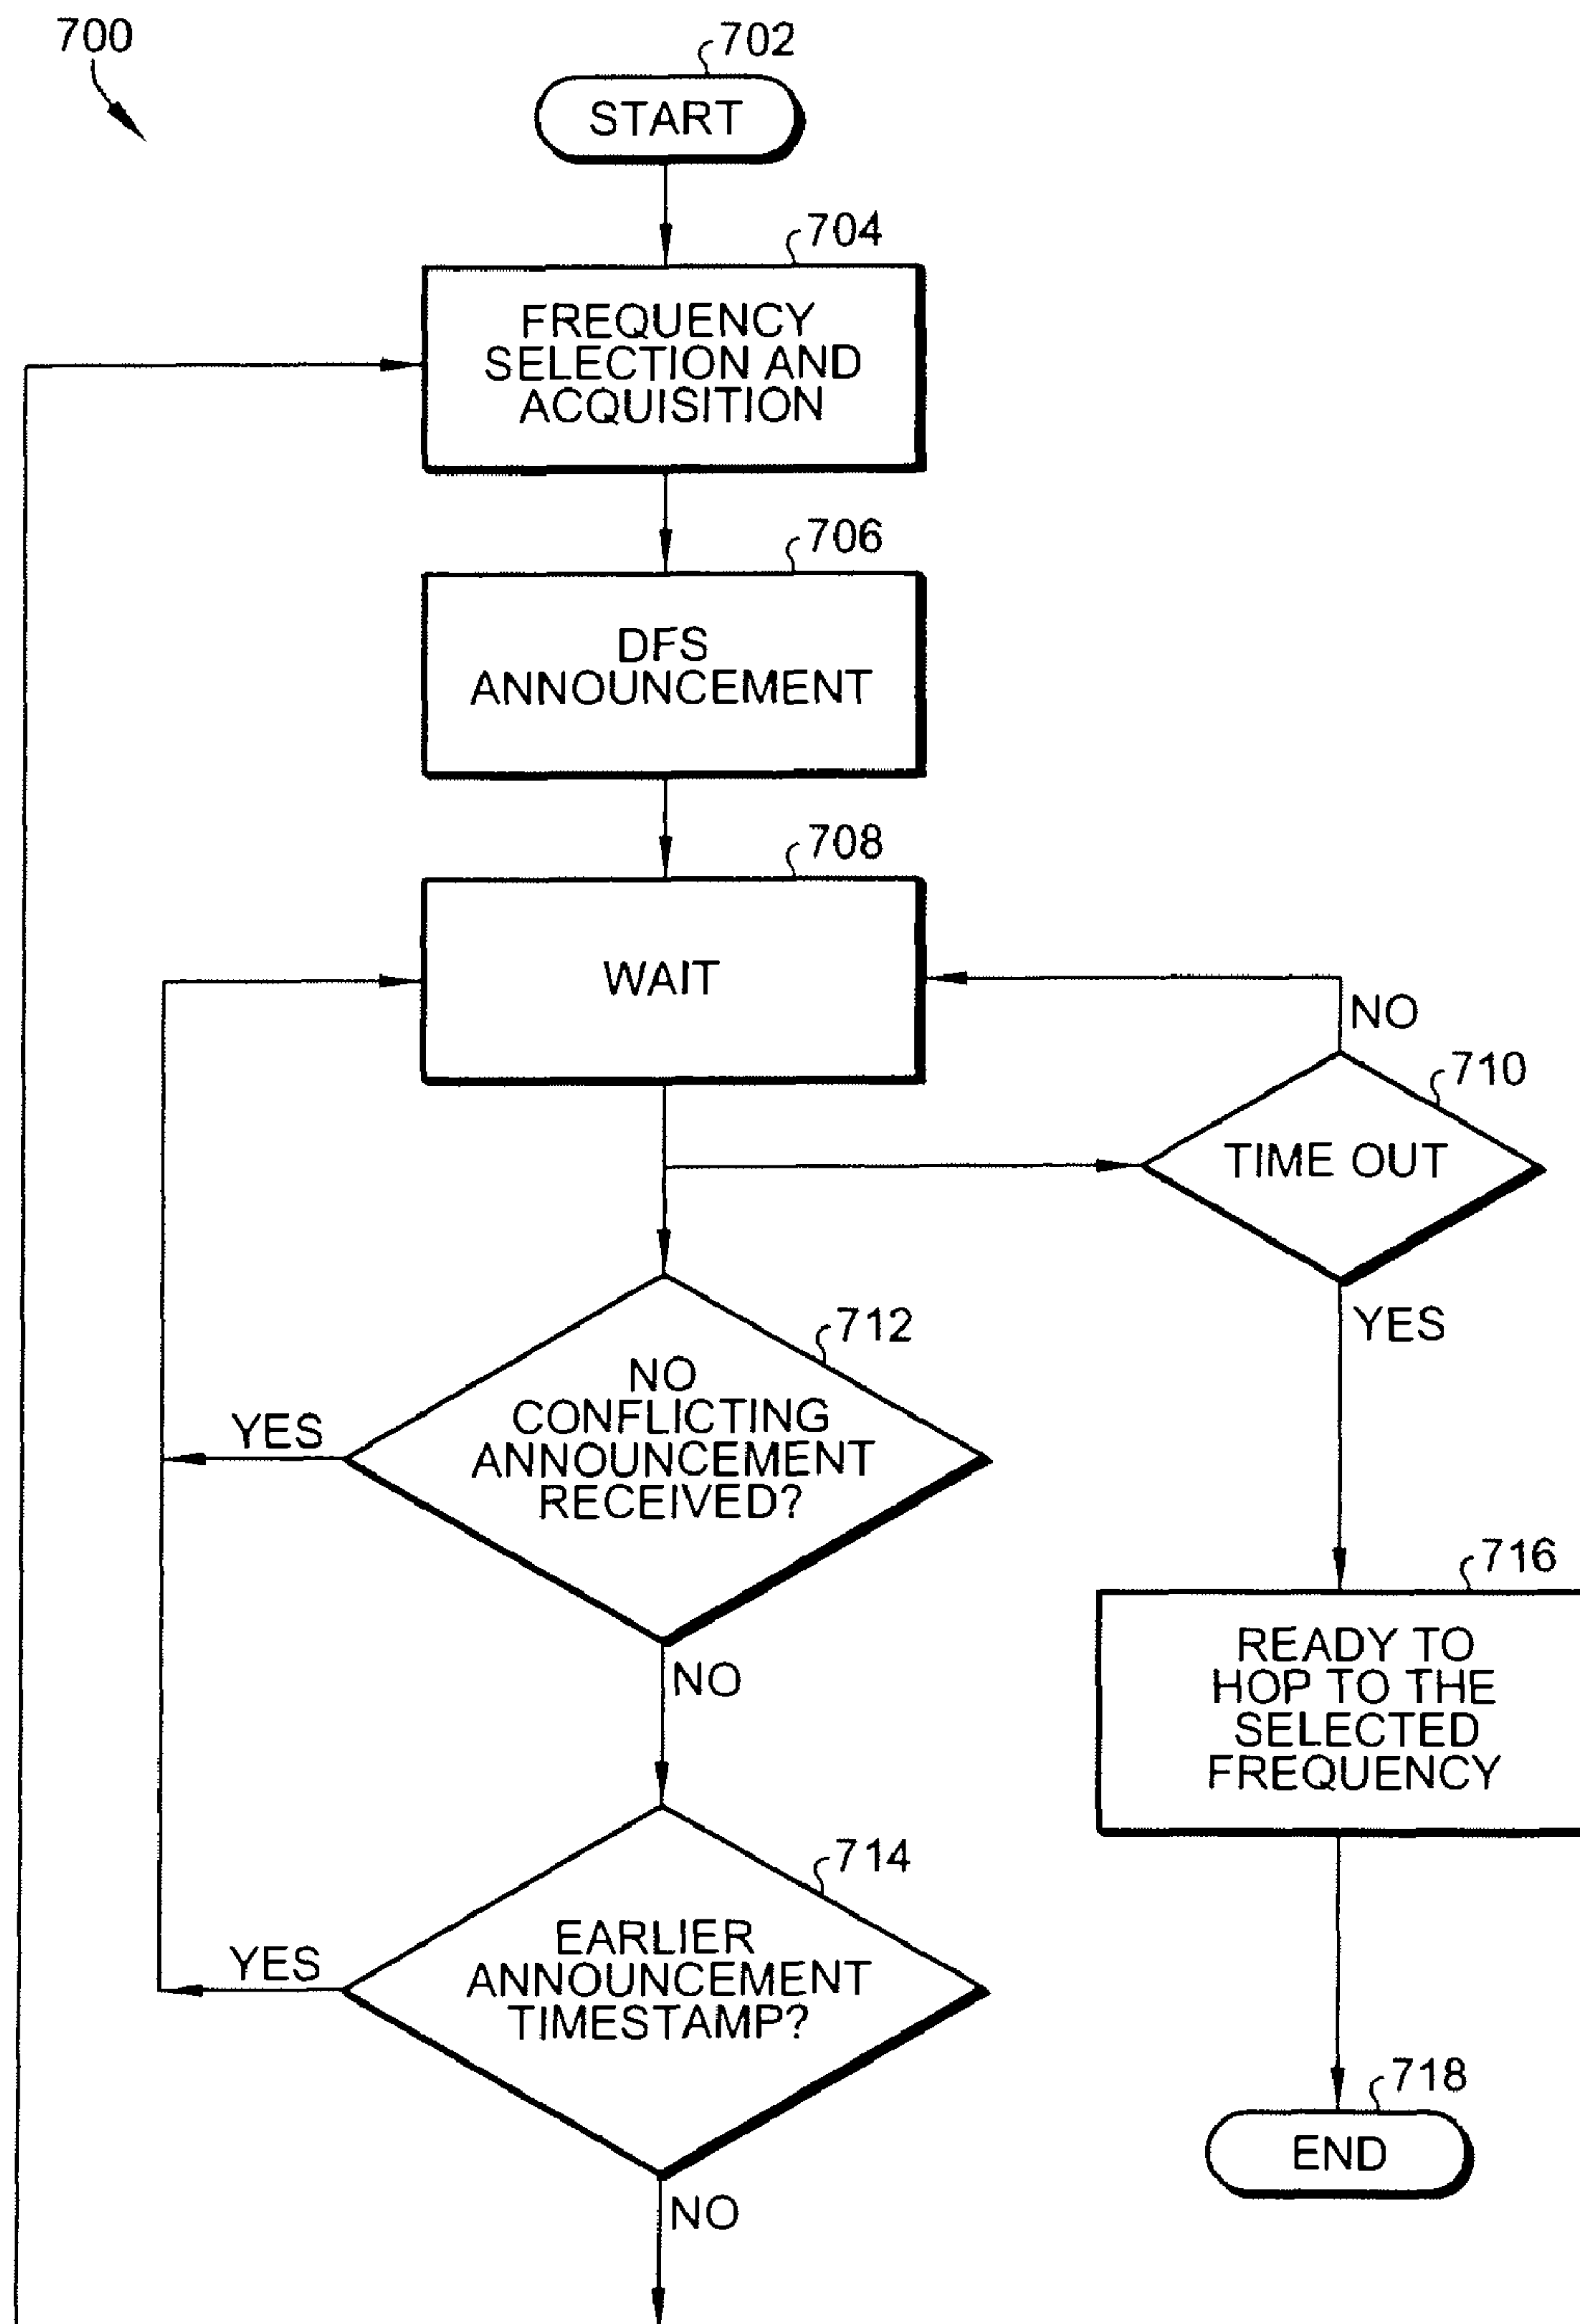 700
702
START
704
FREQUENCY
SELECTION AND
ACQUISITION
706
DFS
ANNOUNCEMENT
708
WAIT
NO
710
TIME OUT
YES
712
NO
CONFLICTING
ANNOUNCEMENT
RECEIVED?
YES
NO
716
READY TO
HOP TO THE
SELECTED
FREQUENCY
714
EARLIER
ANNOUNCEMENT
TIMESTAMP?
YES
NO
718
END